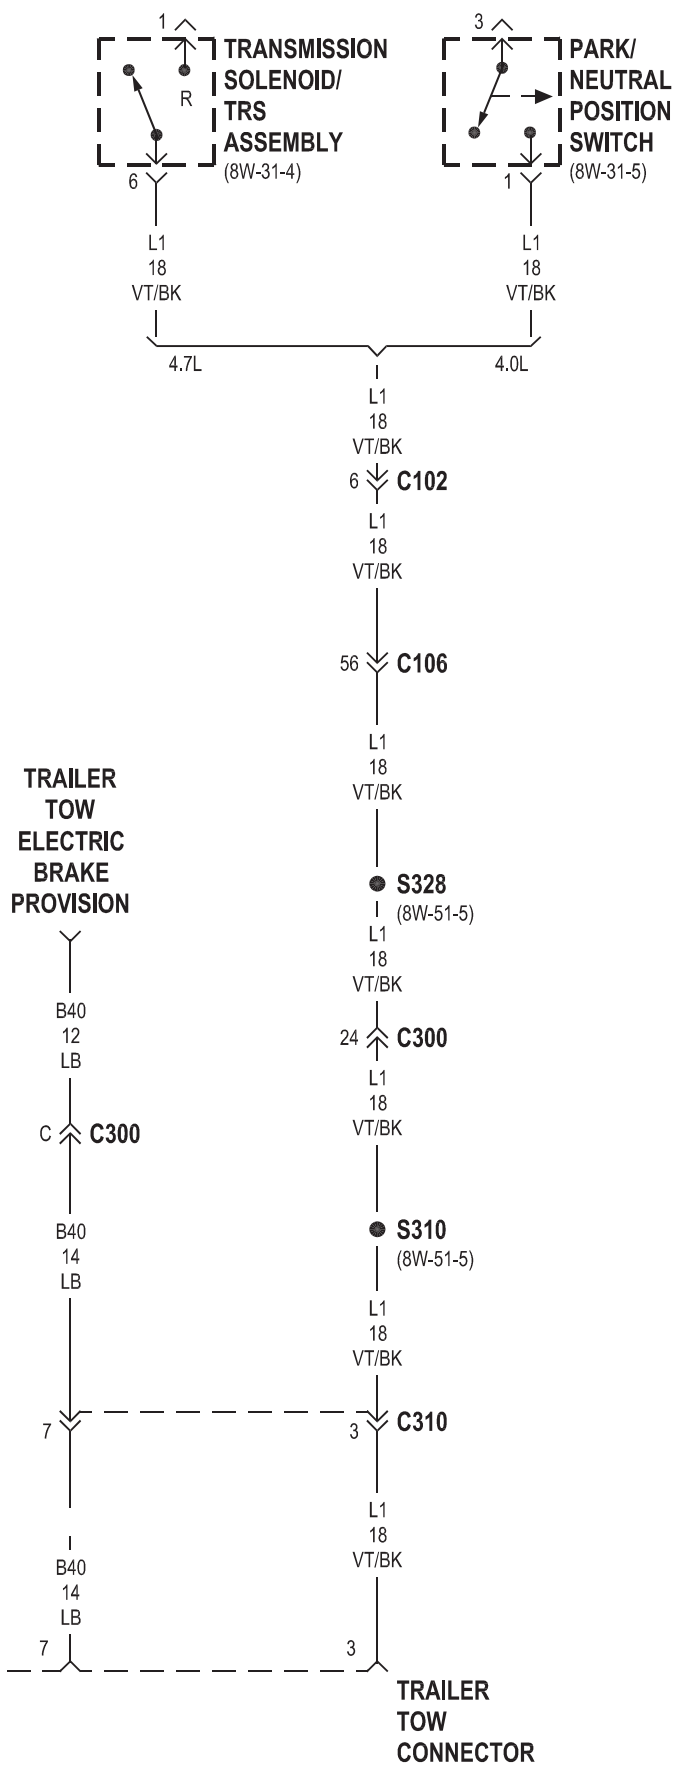 1
TRANSMISSION
SOLENOID/
TRS
ASSEMBLY
(8W-31-4)
R
6
3
PARK/
NEUTRAL
POSITION
SWITCH
(8W-31-5)
1
L1
18
VT/BK
L1
18
VT/BK
4.7L
4.0L
L1
18
VT/BK
6
C102
L1
18
VT/BK
56
C106
L1
18
VT/BK
S328
(8W-51-5)
L1
18
VT/BK
24
C300
L1
18
VT/BK
S310
(8W-51-5)
L1
18
VT/BK
3
C310
L1
18
VT/BK
3
TRAILER
TOW
CONNECTOR
TRAILER
TOW
ELECTRIC
BRAKE
PROVISION
B40
12
LB
C
C300
B40
14
LB
7
B40
14
LB
7